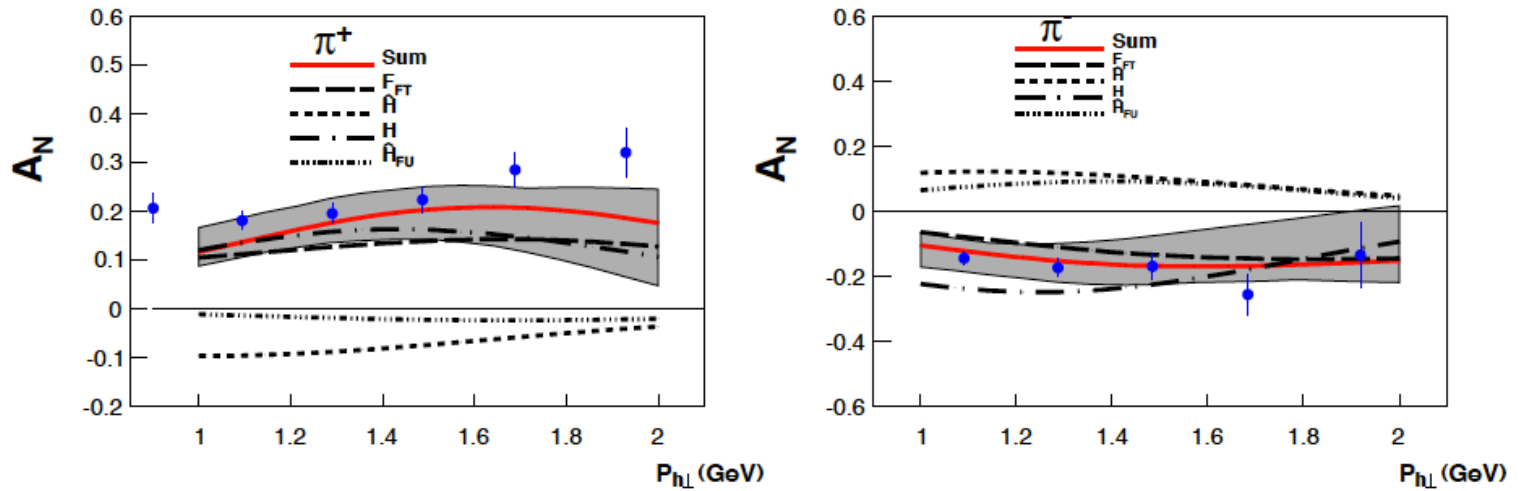 π+
Sum
F_FT
Ĥ
H
Ĥ_FU
A_N
0.6
0.5
0.4
0.3
0.2
0.1
0
-0.1
-0.2
1
1.2
1.4
1.6
1.8
2
P_h⊥ (GeV)
π-
Sum
F_FT
Ĥ
H
Ĥ_FU
A_N
0.6
0.4
0.2
0
-0.2
-0.4
-0.6
1
1.2
1.4
1.6
1.8
2
P_h⊥ (GeV)